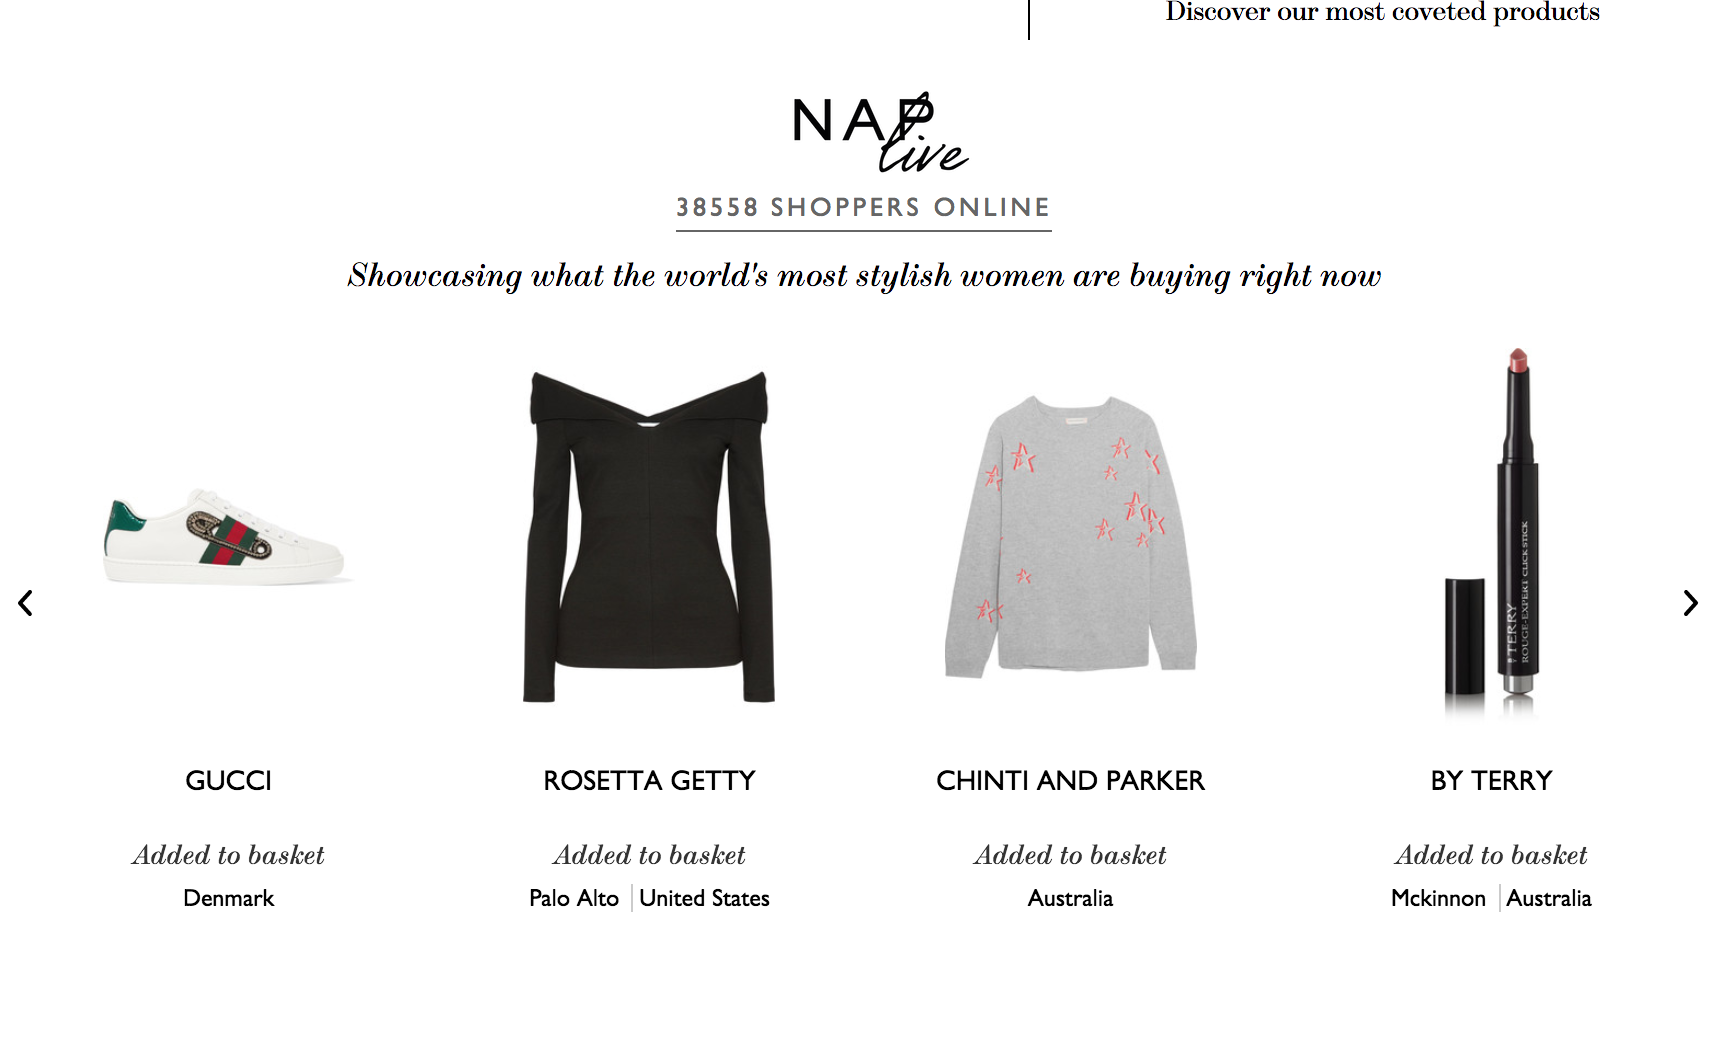 Discover our most coveted products
NAP
live
38558 SHOPPERS ONLINE
Showcasing what the world's most stylish women are buying right now
BY TERRY
ROUGE-EXPERT CLICK STICK
GUCCI
ROSETTA GETTY
CHINTI AND PARKER
BY TERRY
Added to basket
Added to basket
Added to basket
Added to basket
Denmark
Palo Alto | United States
Australia
Mckinnon | Australia